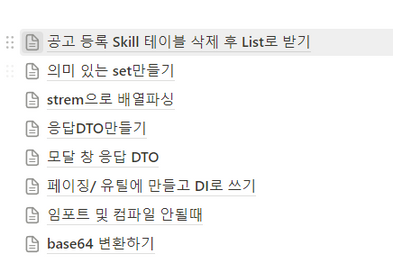 공고 등록 Skill 테이블 삭제 후 List로 받기
의미 있는 set만들기
strem으로 배열파싱
응답DTO만들기
모달 창 응답 DTO
페이징/ 유틸에 만들고 DI로 쓰기
임포트 및 컴파일 안될때
base64 변환하기